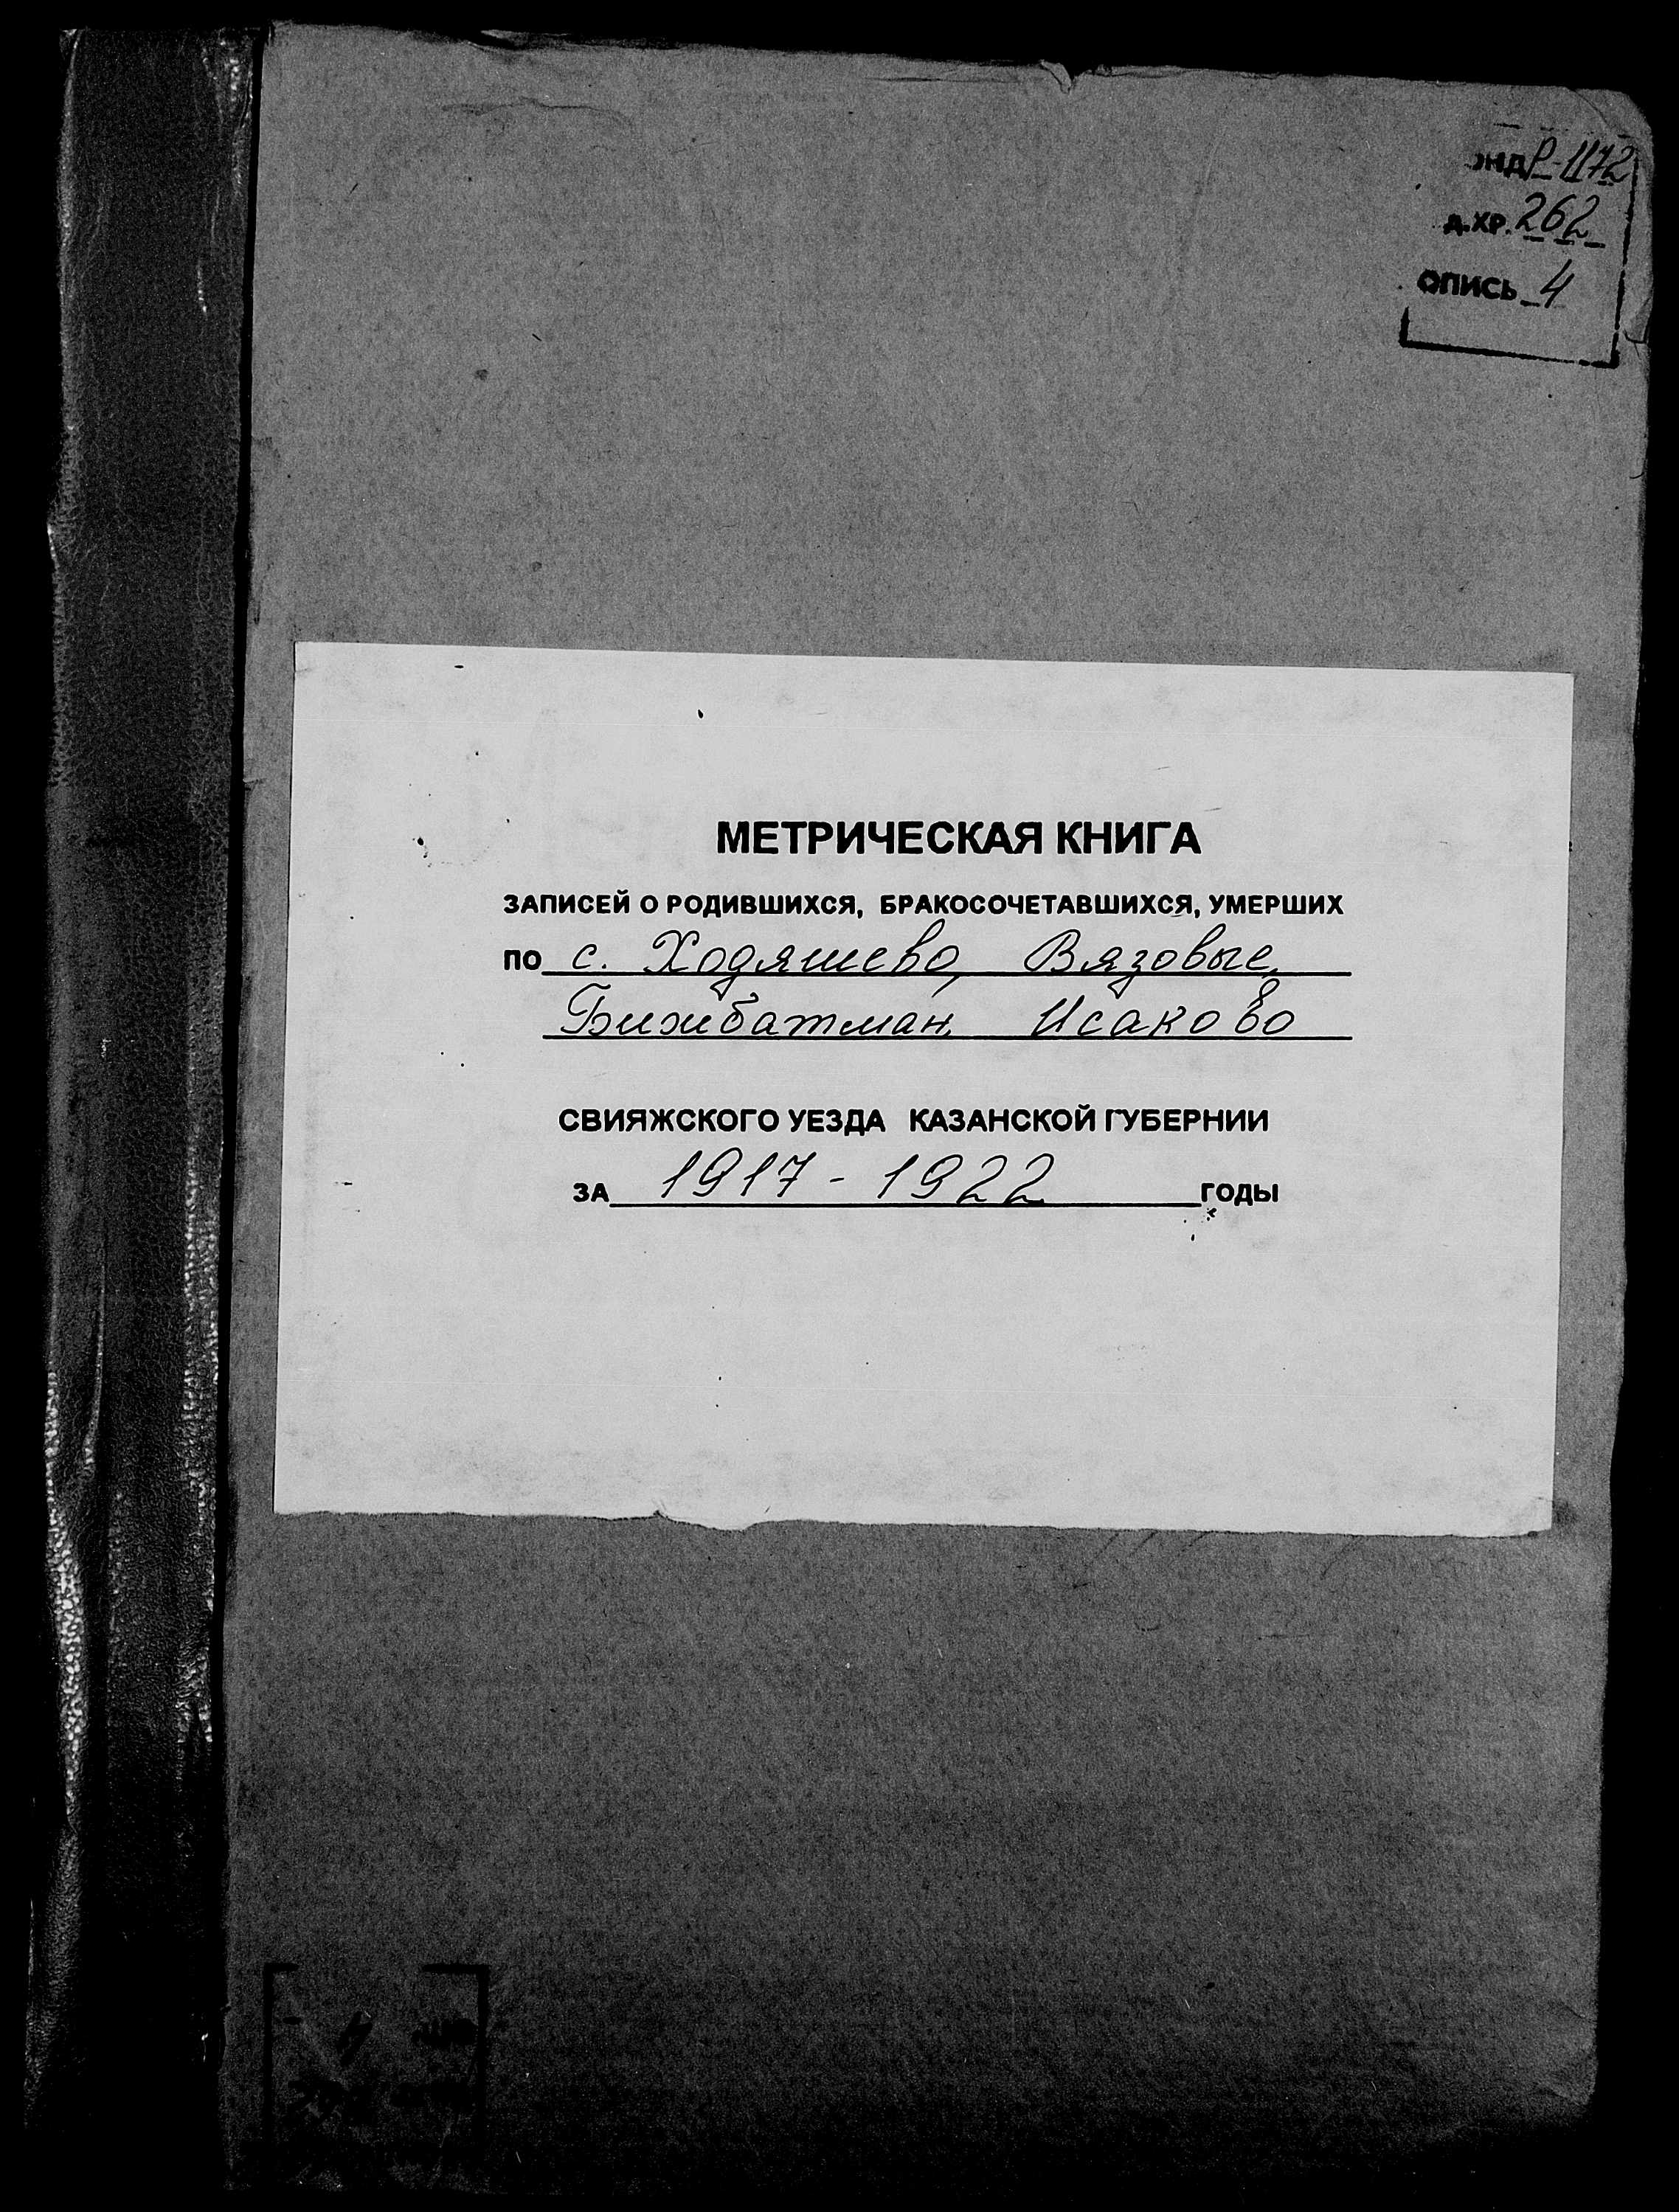 ОНД Р-1172
Д.ХР. 262
ОПИСЬ 4
МЕТРИЧЕСКАЯ КНИГА
ЗАПИСЕЙ О РОДИВШИХСЯ, БРАКОСОЧЕТАВШИХСЯ, УМЕРШИХ
ПО с. Ходяшево, Вязовые,
Бижбатман, Исаково
СВИЯЖСКОГО УЕЗДА КАЗАНСКОЙ ГУБЕРНИИ
ЗА 1917 - 1922 ГОДЫ